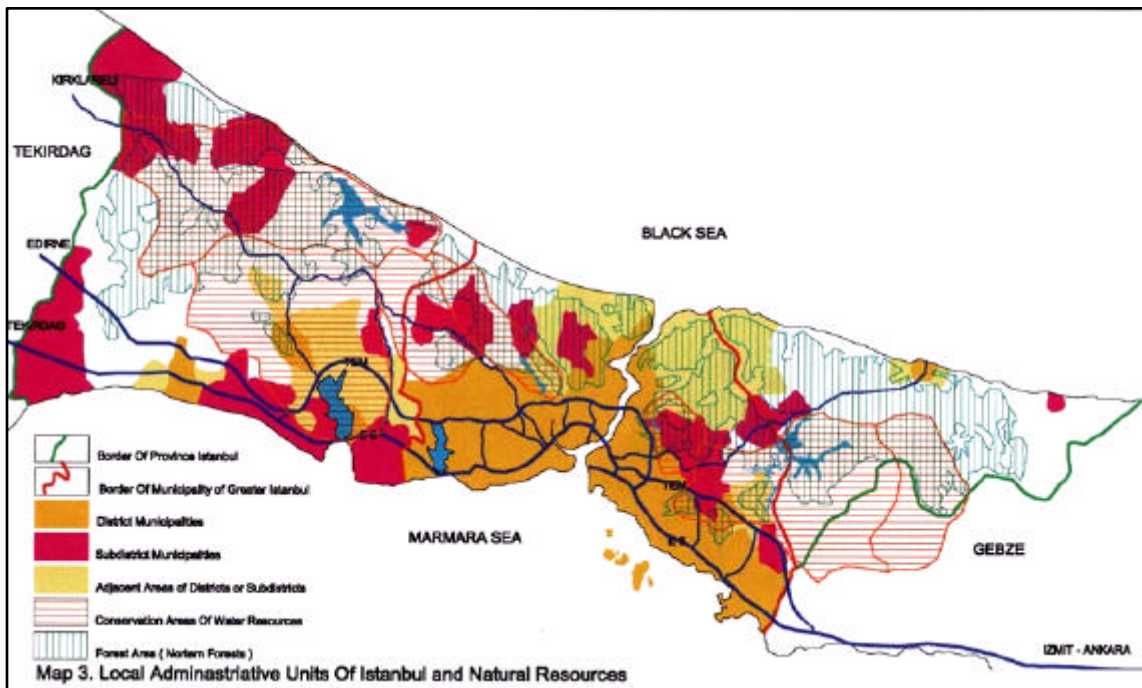 KIRKLARELI
TEKIRDAG
BLACK SEA
EDIRNE
TEKIRDAG
TEM
E-5
TEM
E-5
MARMARA SEA
GEBZE
IZMIT - ANKARA
Border Of Province Istanbul
Border Of Municipality of Greater Istanbul
District Municipalities
Subdistrict Municipalities
Adjacent Areas of Districts or Subdistricts
Conservation Areas Of Water Resources
Forest Area ( Nortern Forests )
Map 3. Local Adminastriative Units Of Istanbul and Natural Resources